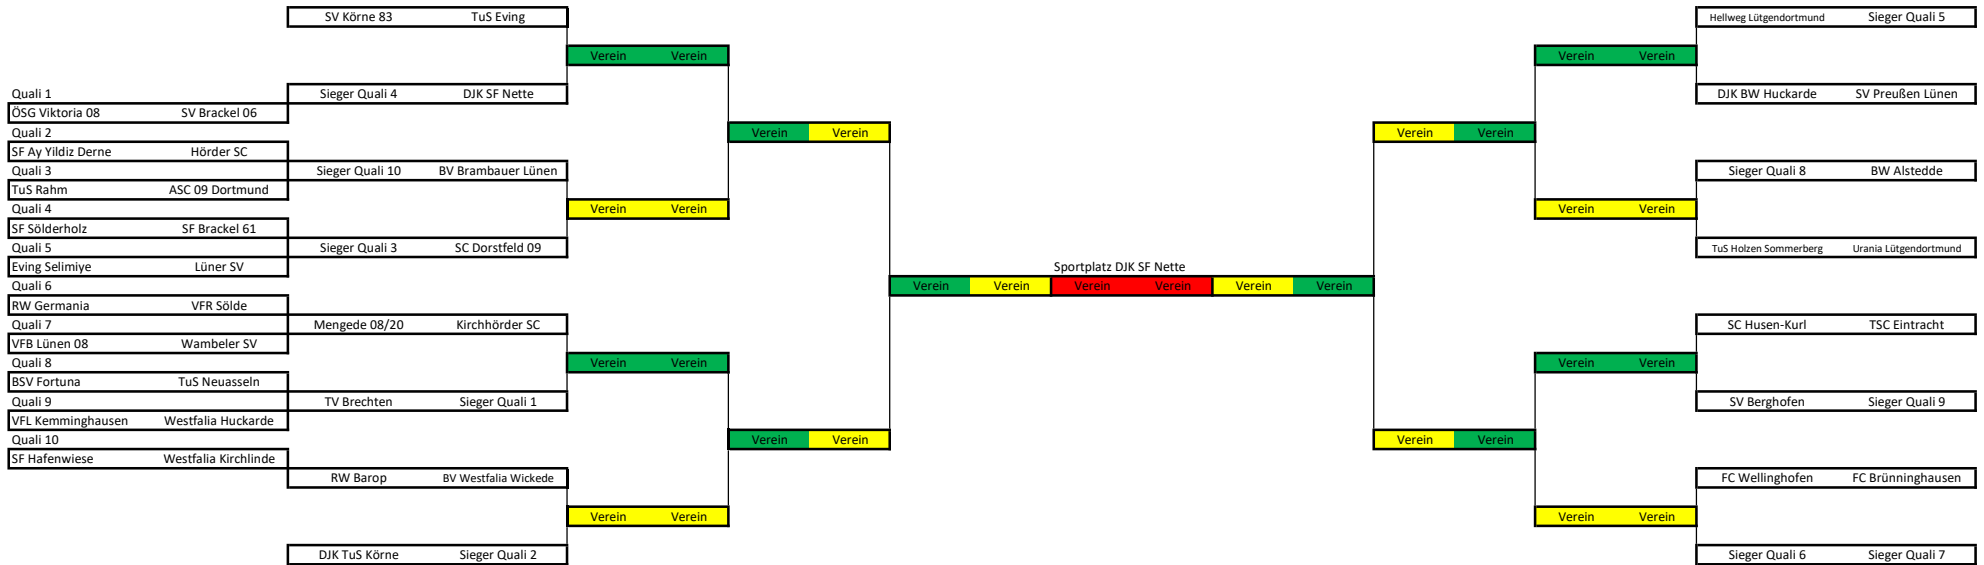 SV Körne 83 TuS Eving Hellweg Lütgendortmund Sieger Quali 5
Verein Verein Verein Verein
Quali 1 Sieger Quali 4 DJK SF Nette DJK BW Huckarde SV Preußen Lünen
ÖSG Viktoria 08 SV Brackel 06
Quali 2 Verein Verein Verein Verein
SF Ay Yildiz Derne Hörder SC
Quali 3 Sieger Quali 10 BV Brambauer Lünen Sieger Quali 8 BW Alstedde
TuS Rahm ASC 09 Dortmund
Quali 4 Verein Verein Verein Verein
SF Sölderholz SF Brackel 61
Quali 5 Sieger Quali 3 SC Dorstfeld 09 TuS Holzen Sommerberg Urania Lütgendortmund
Eving Selimiye Lüner SV Sportplatz DJK SF Nette
Quali 6 Verein Verein Verein Verein Verein Verein
RW Germania VFR Sölde
Quali 7 Mengede 08/20 Kirchhörder SC SC Husen-Kurl TSC Eintracht
VFB Lünen 08 Wambeler SV
Quali 8 Verein Verein Verein Verein
BSV Fortuna TuS Neuasseln
Quali 9 TV Brechten Sieger Quali 1 SV Berghofen Sieger Quali 9
VFL Kemminghausen Westfalia Huckarde
Quali 10 Verein Verein Verein Verein
SF Hafenwiese Westfalia Kirchlinde
RW Barop BV Westfalia Wickede FC Wellinghofen FC Brünninghausen
Verein Verein Verein Verein
DJK TuS Körne Sieger Quali 2 Sieger Quali 6 Sieger Quali 7